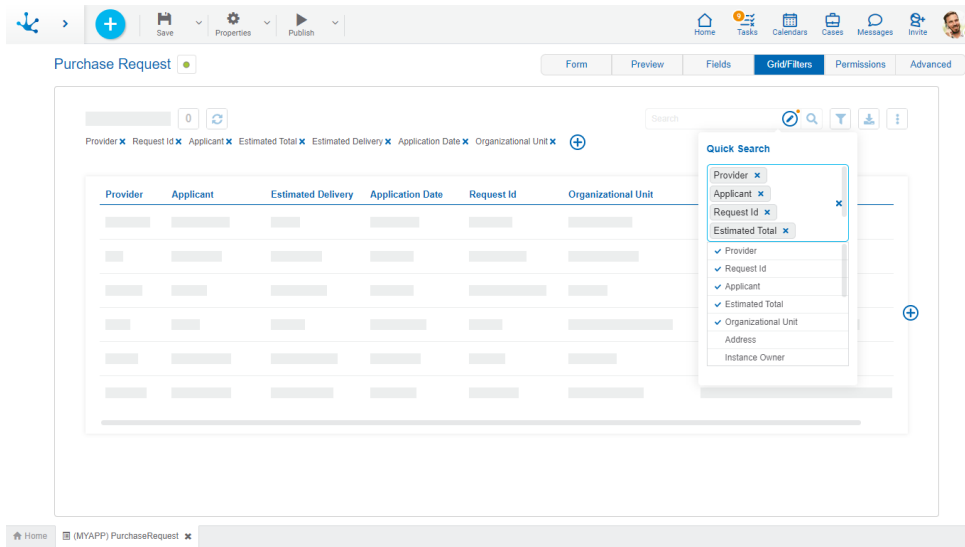 Save
Properties
Publish
Home
9
Tasks
Calendars
Cases
Messages
Invite
Purchase Request
Form Preview Fields Grid/Filters Permissions Advanced
0
Search
Provider Request Id Applicant Estimated Total Estimated Delivery Application Date Organizational Unit
Quick Search
Provider
Applicant
Request Id
Estimated Total
Provider
Request Id
Applicant
Estimated Total
Organizational Unit
Address
Instance Owner
Provider Applicant Estimated Delivery Application Date Request Id Organizational Unit
Home (MYAPP) PurchaseRequest